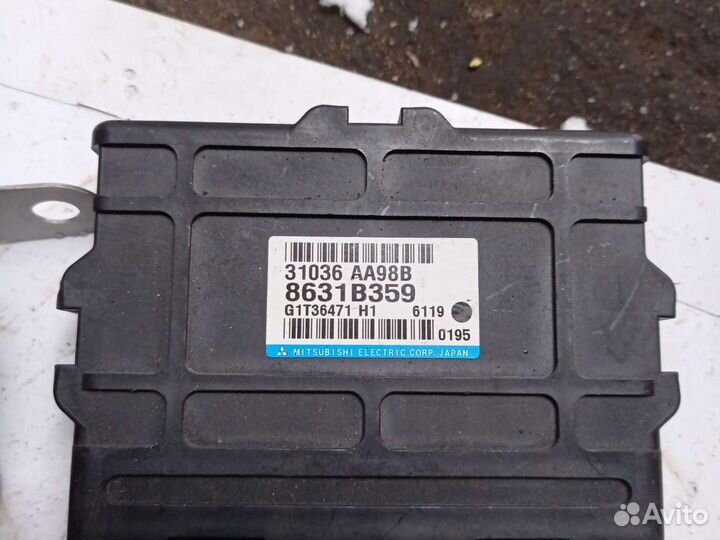 31036 AA98B
8631B359
G1T36471 H1 6119
0195
MITSUBISHI ELECTRIC CORP. JAPAN
Avito